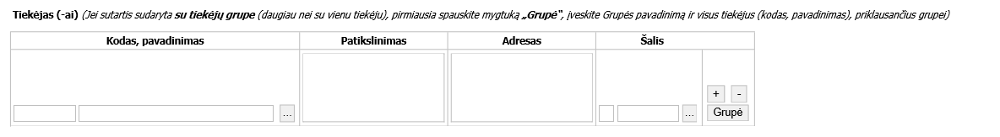 Tiekėjas (-ai) (Jei sutartis sudaryta su tiekėjų grupe (daugiau nei su vienu tiekėju), pirmiausia spauskite mygtuką „Grupė“, įveskite Grupės pavadinimą ir visus tiekėjus (kodas, pavadinimas), priklausančius grupei)
Kodas, pavadinimas Patikslinimas Adresas Šalis
+ -
... ... Grupė